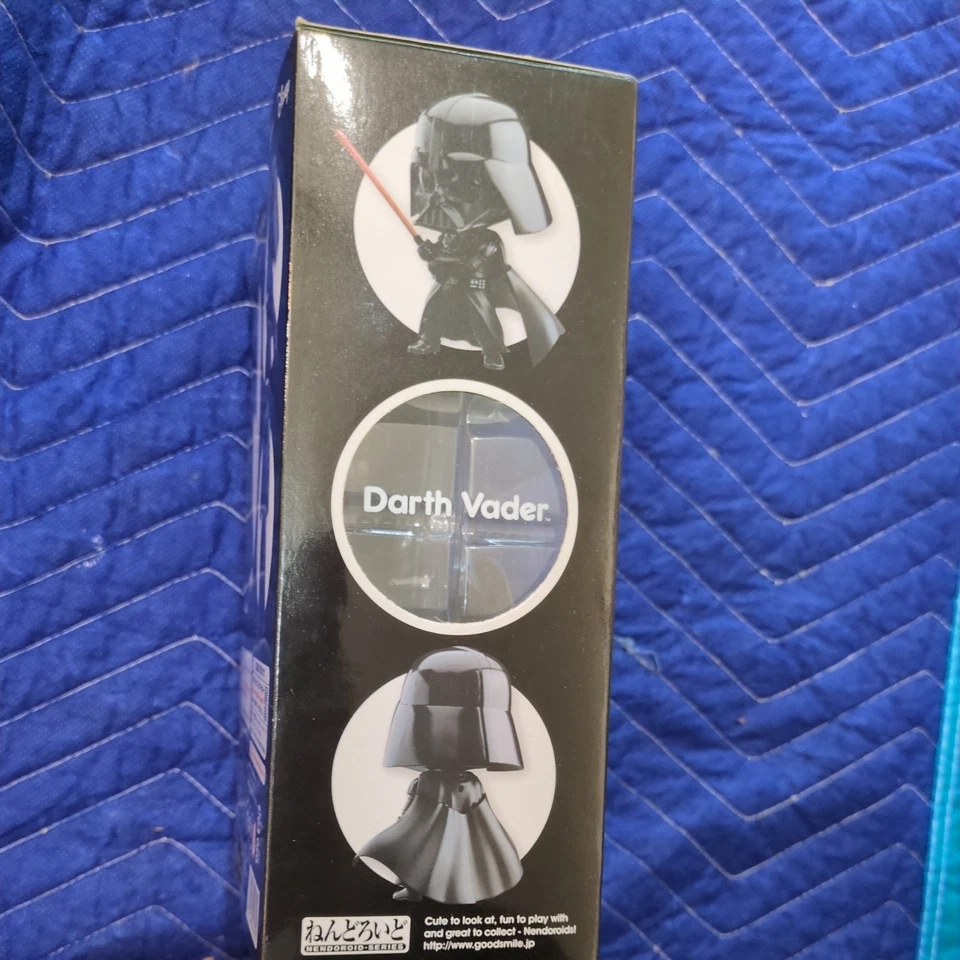 Darth Vader™
ねんどろいど
NENDOROID-SERIES
Cute to look at, fun to play with
and great to collect - Nendoroids!
http://www.goodsmile.jp